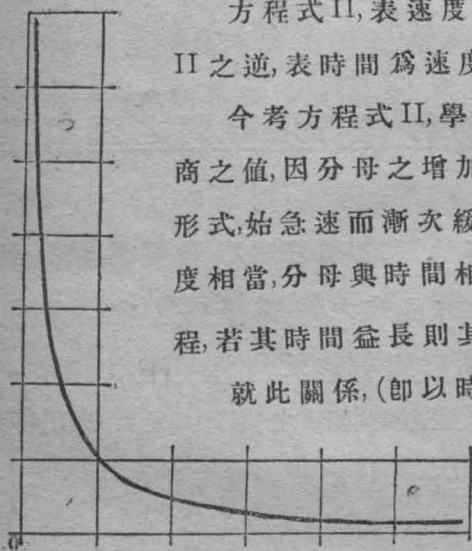 方程式II,表速度
II之逆,表時間爲速度
今考方程式II,學
商之值,因分母之增加
形式,始急速而漸次緩
度相當,分母與時間相
程,若其時間益長則其
就此關係,(卽以時
.0